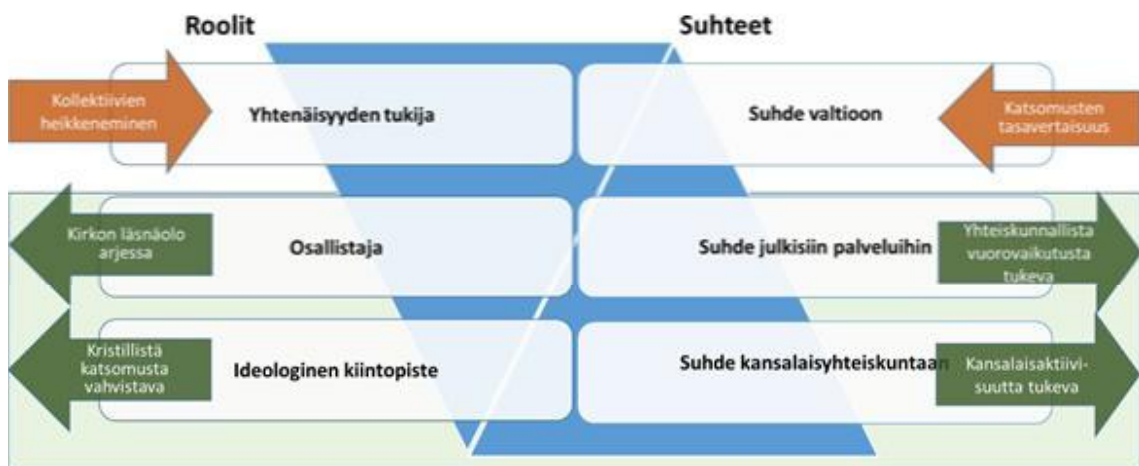 Roolit
Suhteet
Kollektiivien
heikkeneminen
Yhtenäisyyden tukija
Suhde valtioon
Katsomusten
tasavertaisuus
Kirkon läsnäolo
arjessa
Osallistaja
Suhde julkisiin palveluihin
Yhteiskunnallista
vuorovaikutusta
tukeva
Kristillistä
katsomusta
vahvistava
Ideologinen kiintopiste
Suhde kansalaisyhteiskuntaan
Kansalaisaktiivi-
suutta tukeva